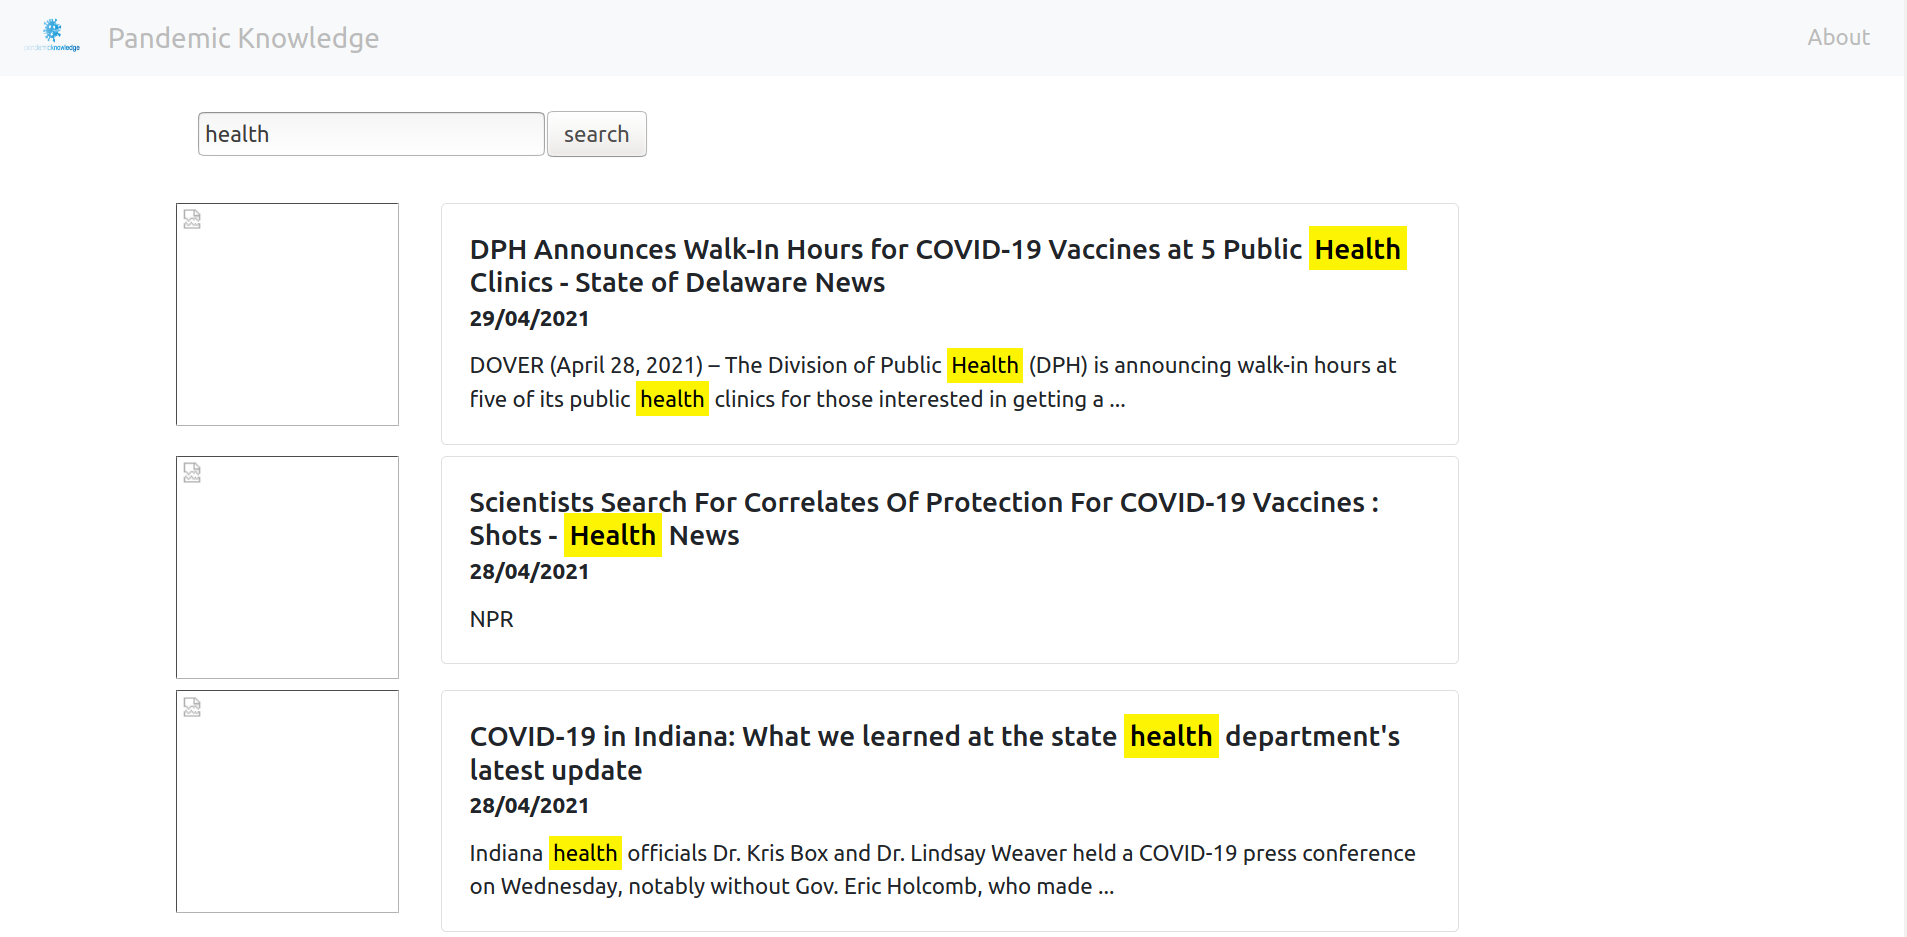 pandemicknowledge
Pandemic Knowledge
About
health
search
DPH Announces Walk-In Hours for COVID-19 Vaccines at 5 Public Health
Clinics - State of Delaware News
29/04/2021
DOVER (April 28, 2021) – The Division of Public Health (DPH) is announcing walk-in hours at
five of its public health clinics for those interested in getting a ...
Scientists Search For Correlates Of Protection For COVID-19 Vaccines :
Shots - Health News
28/04/2021
NPR
COVID-19 in Indiana: What we learned at the state health department's
latest update
28/04/2021
Indiana health officials Dr. Kris Box and Dr. Lindsay Weaver held a COVID-19 press conference
on Wednesday, notably without Gov. Eric Holcomb, who made ...